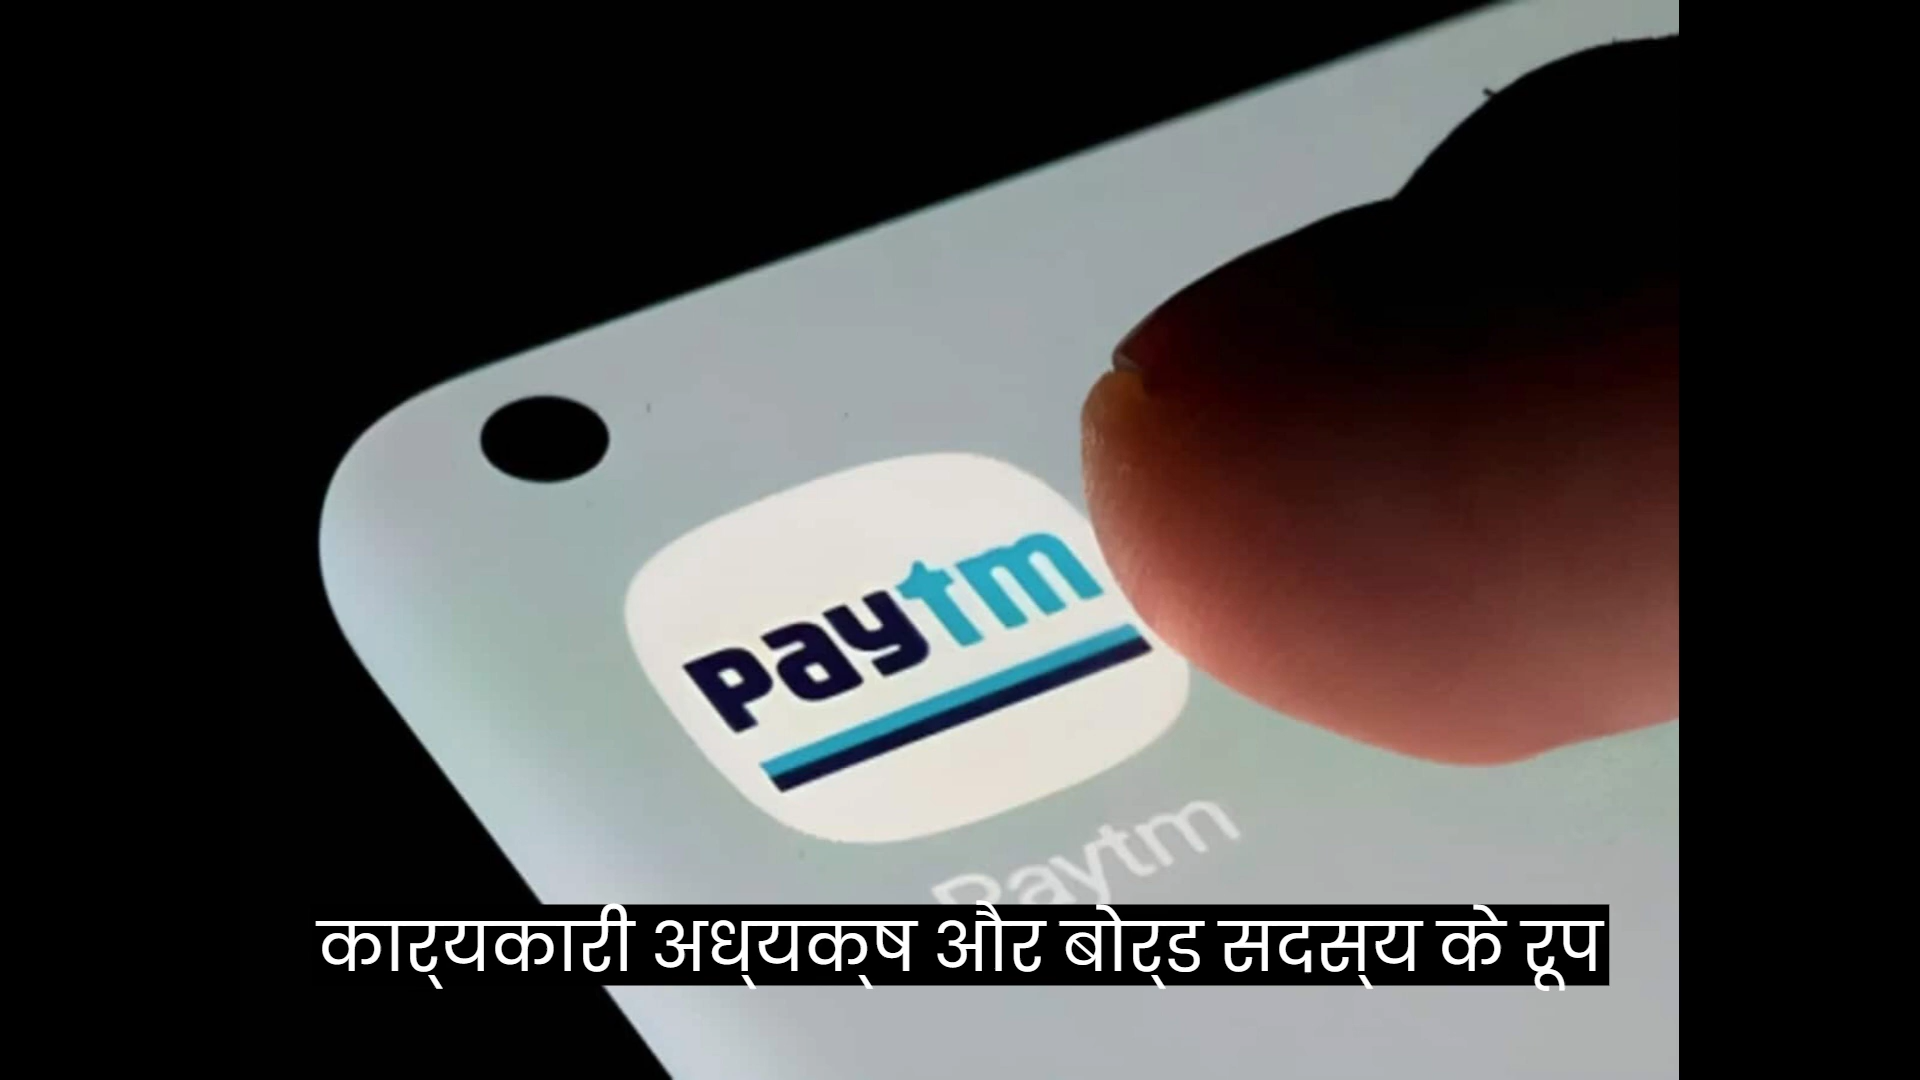 paytm
Paytm
कार्यकारी अध्यक्ष और बोर्ड सदस्य के रूप